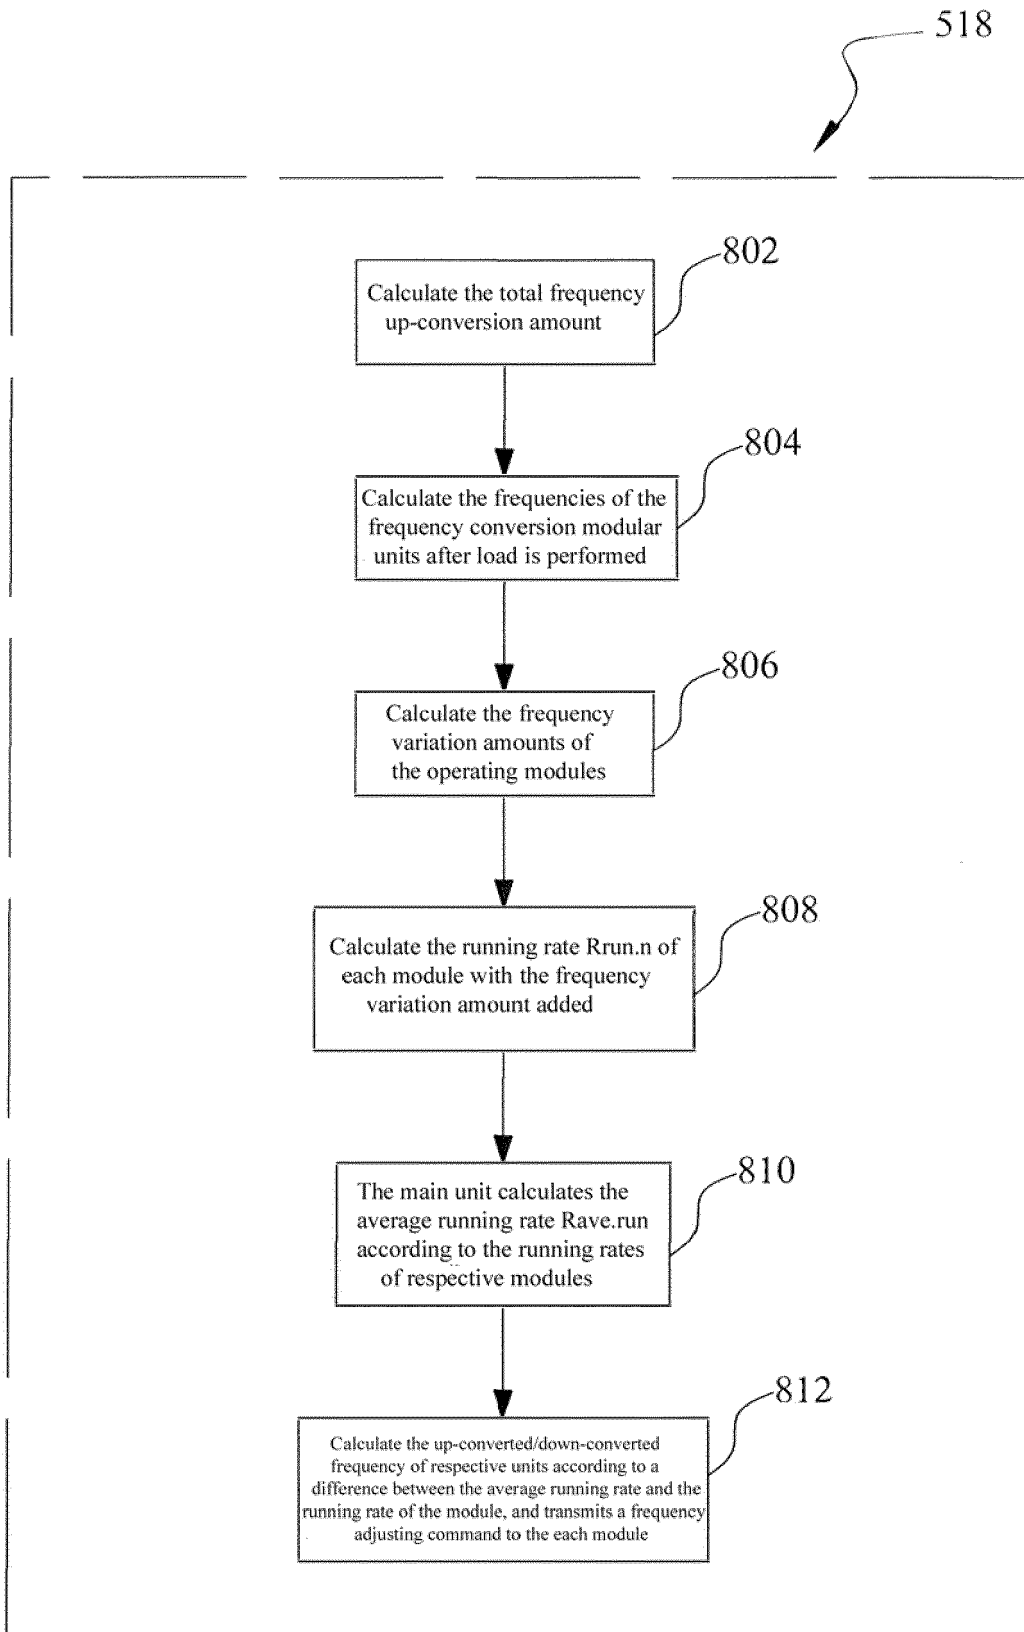 518
802
Calculate the total frequency
up-conversion amount
804
Calculate the frequencies of the
frequency conversion modular
units after load is performed
806
Calculate the frequency
variation amounts of
the operating modules
808
Calculate the running rate Rrun.n of
each module with the frequency
variation amount added
810
The main unit calculates the
average running rate Rave.run
according to the running rates
of respective modules
812
Calculate the up-converted/down-converted
frequency of respective units according to a
difference between the average running rate and the
running rate of the module, and transmits a frequency
adjusting command to the each module